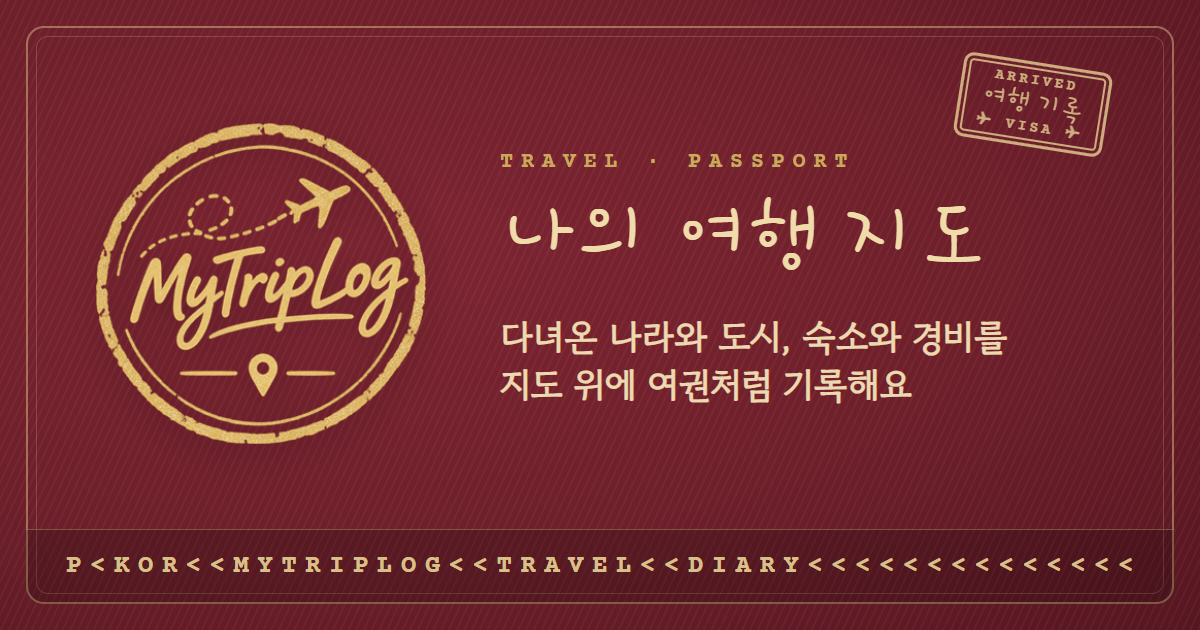 ARRIVED
여행 기록
VISA
TRAVEL · PASSPORT
나의 여행 지도
MyTripLog
다녀온 나라와 도시, 숙소와 경비를
지도 위에 여권처럼 기록해요
P<KOR<<MYTRIPLOG<<TRAVEL<<DIARY<<<<<<<<<<<<<<